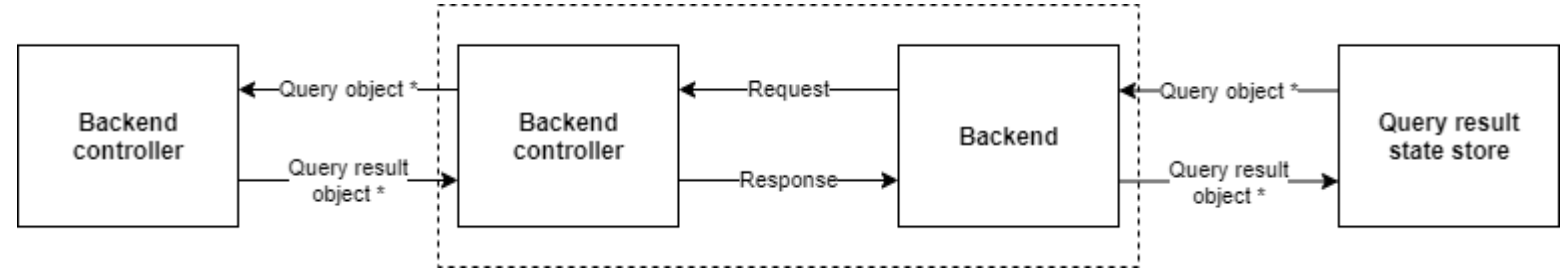 Query object *
Request
Query object *
Backend
controller
Backend
controller
Backend
Query result
state store
Query result
object *
Response
Query result
object *